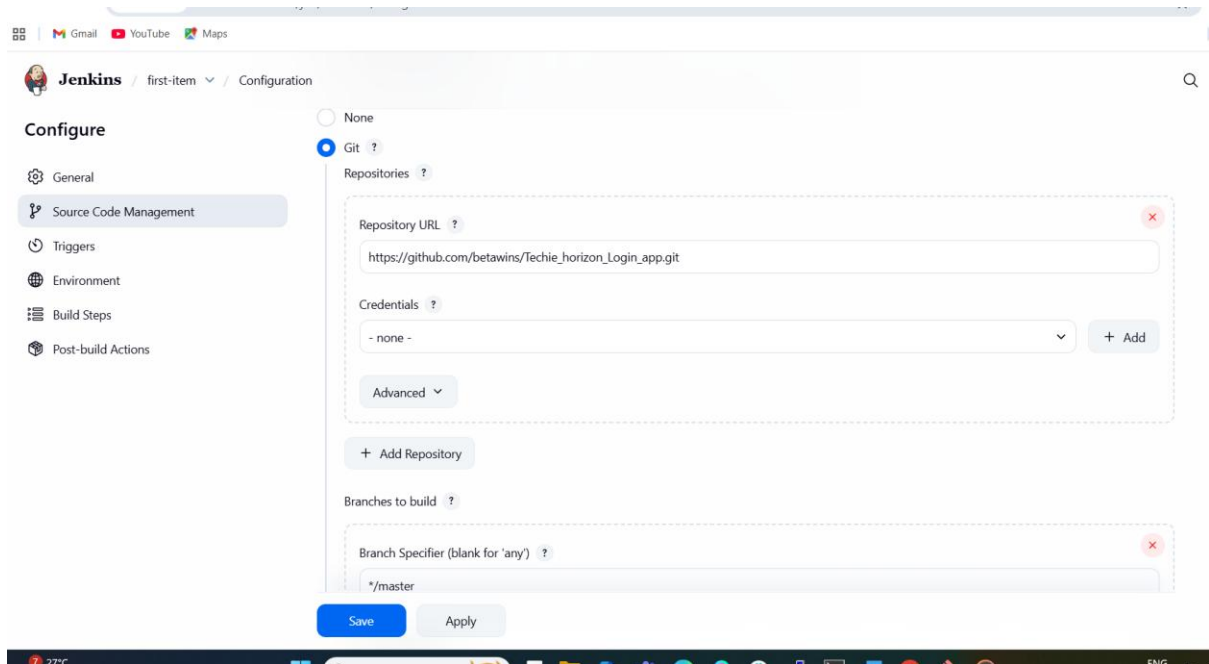 Gmail YouTube Maps
Jenkins / first-item / Configuration
Configure
General
Source Code Management
Triggers
Environment
Build Steps
Post-build Actions
None
Git ?
Repositories ?
Repository URL ?
https://github.com/betawins/Techie_horizon_Login_app.git
Credentials ?
- none -
+ Add
Advanced
+ Add Repository
Branches to build ?
Branch Specifier (blank for 'any') ?
*/master
Save Apply
7 27°C
ENG